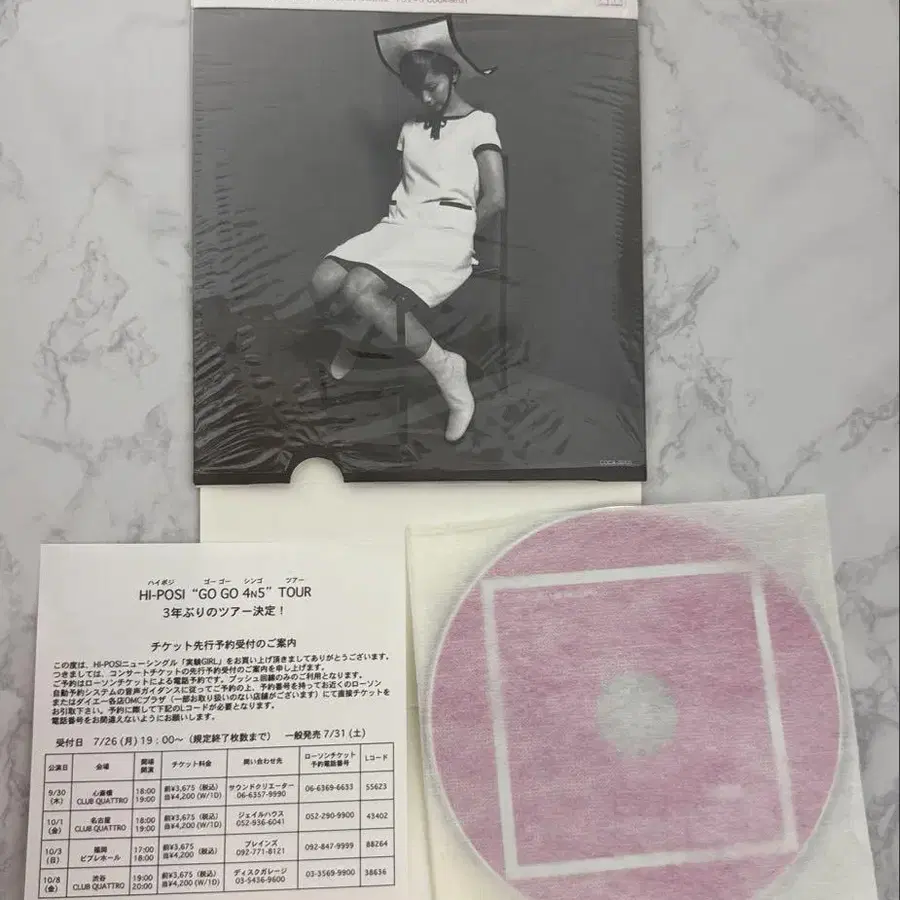 ハイポジ ゴーゴー シンゴ ツアー
HI-POSI "GO GO 4N5" TOUR
3年ぶりのツアー決定！
チケット先行予約受付のご案内
この度は、HI-POSIニューシングル「実験GIRL」をお買い上げ頂きましてありがとうございます。
つきましては、コンサートチケットの先行予約受付のご案内を申し上げます。
ご予約はローソンチケットによる電話予約です。プッシュ回線のみのご利用となります。
自動予約システムの音声ガイダンスに従ってご予約の上、予約番号を持ってお近くのローソン
またはダイエー各店OMCプラザ（一部お取り扱いのない店舗がございます）にて直接チケットを
お引取下さい。予約に際して下記のLコードが必要となります。
電話番号をお間違えないようにお願いします。
受付日 7/26 (月) 19：00～（規定終了枚数まで） 一般発売 7/31 (土)
公演日 会場 開場 開演 チケット料金 問い合わせ先 ローソンチケット 予約電話番号 Lコード
9/30 (木) 心斎橋 CLUB QUATTRO 18:00 19:00 前¥3,675（税込） 当¥4,200 (W/1D) サウンドクリエーター 06-6357-9990 06-6369-6633 55623
10/1 (金) 名古屋 CLUB QUATTRO 18:00 19:00 前¥3,675（税込） 当¥4,200 (W/1D) ジェイルハウス 052-936-6041 052-290-9900 43402
10/3 (日) 福岡 ビブレホール 17:00 18:00 前¥3,675 当¥4,200（税込） ブレインズ 092-771-8121 092-847-9999 88264
10/8 (金) 渋谷 CLUB QUATTRO 19:00 20:00 前¥3,675（税込） 当¥4,200 (W/1D) ディスクガレージ 03-5436-9600 03-3569-9900 38636